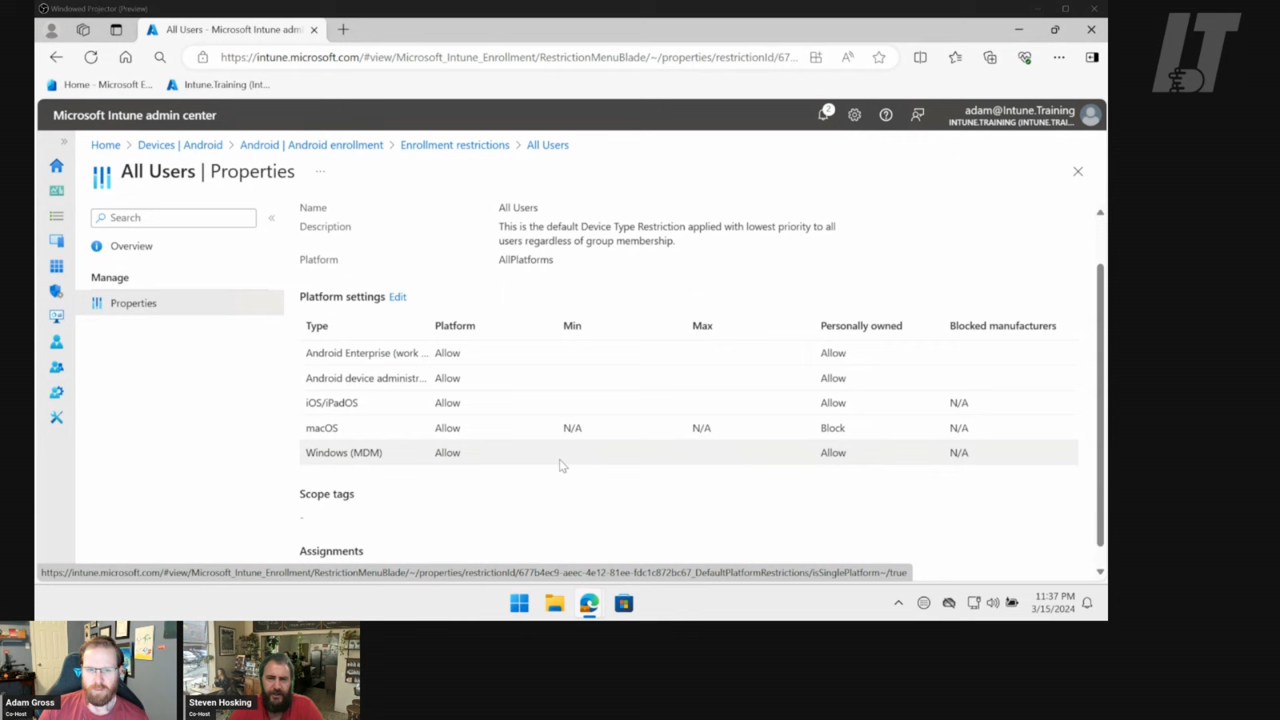 Windowed Projector (Preview)
All Users - Microsoft Intune admi
https://intune.microsoft.com/#view/Microsoft_Intune_Enrollment/RestrictionMenuBlade/~/properties/restrictionId/67...
Home - Microsoft E...
Intune.Training (Int...
Microsoft Intune admin center
2
adam@Intune.Training
INTUNE.TRAINING (INTUNE.TRAI...
Home > Devices | Android > Android | Android enrollment > Enrollment restrictions > All Users
All Users | Properties ...
Search
Overview
Manage
Properties
Name All Users
Description This is the default Device Type Restriction applied with lowest priority to all
users regardless of group membership.
Platform AllPlatforms
Platform settings Edit
Type Platform Min Max Personally owned Blocked manufacturers
Android Enterprise (work ... Allow Allow
Android device administr... Allow Allow
iOS/iPadOS Allow Allow N/A
macOS Allow N/A N/A Block N/A
Windows (MDM) Allow Allow N/A
Scope tags
-
Assignments
https://intune.microsoft.com/#view/Microsoft_Intune_Enrollment/RestrictionMenuBlade/~/properties/restrictionId/677b4ec9-aeec-4e12-81ee-fdc1c872bc67_DefaultPlatformRestrictions/isSinglePlatform~/true
11:37 PM
3/15/2024
IT
Adam Gross
Co-Host
Steven Hosking
Co-Host